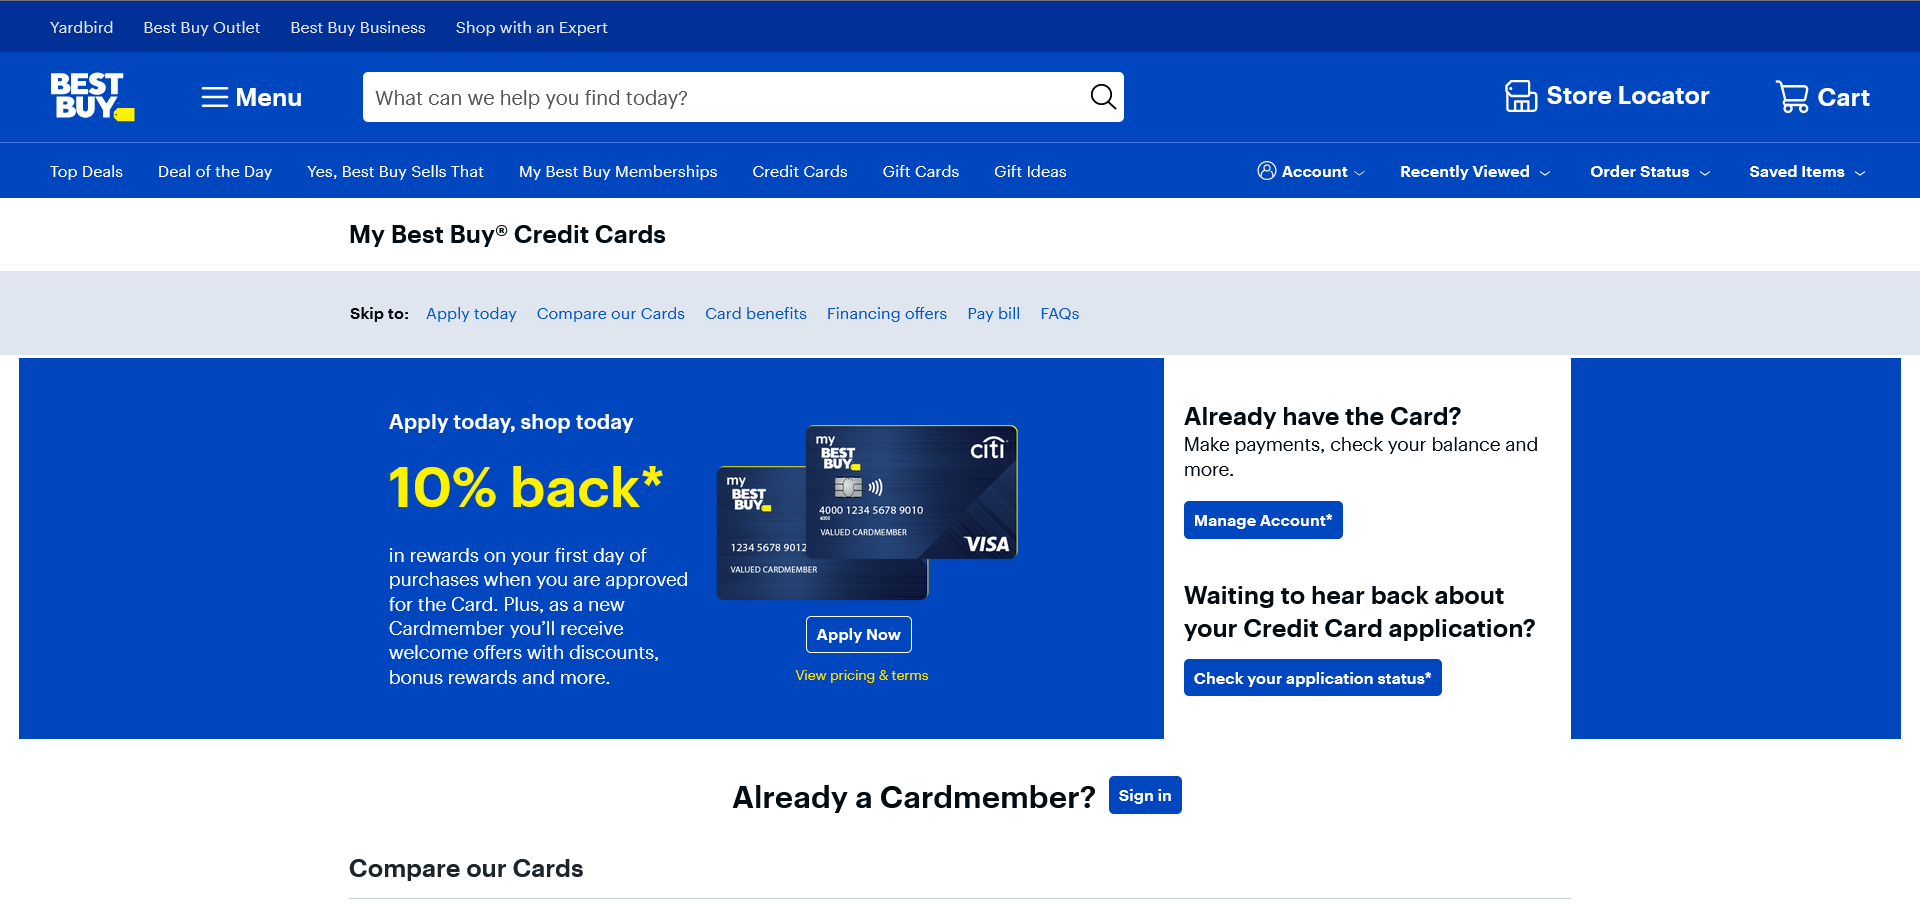 Yardbird Best Buy Outlet Best Buy Business Shop with an Expert
BEST
BUY
Menu
What can we help you find today?
Store Locator
Cart
Top Deals Deal of the Day Yes, Best Buy Sells That My Best Buy Memberships Credit Cards Gift Cards Gift Ideas
Account Recently Viewed Order Status Saved Items
My Best Buy® Credit Cards
Skip to: Apply today Compare our Cards Card benefits Financing offers Pay bill FAQs
Apply today, shop today
10% back*
in rewards on your first day of
purchases when you are approved
for the Card. Plus, as a new
Cardmember you’ll receive
welcome offers with discounts,
bonus rewards and more.
my
BEST
BUY
citi
4000 1234 5678 9010
4000
VALUED CARDMEMBER
VISA
my
BEST
BUY
1234 5678 9012
VALUED CARDMEMBER
Apply Now
View pricing & terms
Already have the Card?
Make payments, check your balance and
more.
Manage Account*
Waiting to hear back about
your Credit Card application?
Check your application status*
Already a Cardmember? Sign in
Compare our Cards